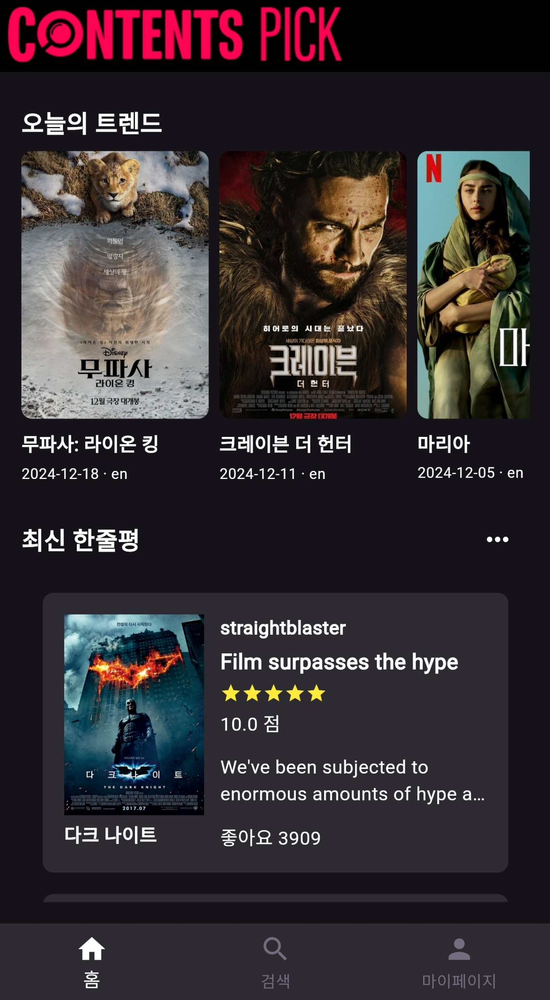 CONTENTS PICK
오늘의 트렌드
외톨이
방랑자
세상의 왕
<라이온 킹> 이전의 위대한 시작
Disney
무파사
라이온 킹
12월 극장 대개봉
히어로의 시대는 끝났다
세상이 기다려온 최상위 포식자
크레이븐
더 헌터
SONY
12월 극장 대개봉
N
마
무파사: 라이온 킹
2024-12-18 · en
크레이븐 더 헌터
2024-12-11 · en
마리아
2024-12-05 · en
최신 한줄평
전설이 다시 시작된다
다크 나이트
THE DARK KNIGHT
2017.07
다크 나이트
straightblaster
Film surpasses the hype
10.0 점
We've been subjected to
enormous amounts of hype a...
좋아요 3909
홈
검색
마이페이지